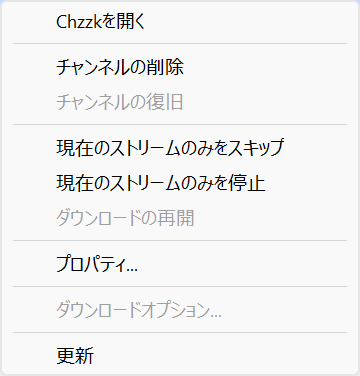 Chzzkを開く
チャンネルの削除
チャンネルの復旧
現在のストリームのみをスキップ
現在のストリームのみを停止
ダウンロードの再開
プロパティ...
ダウンロードオプション...
更新